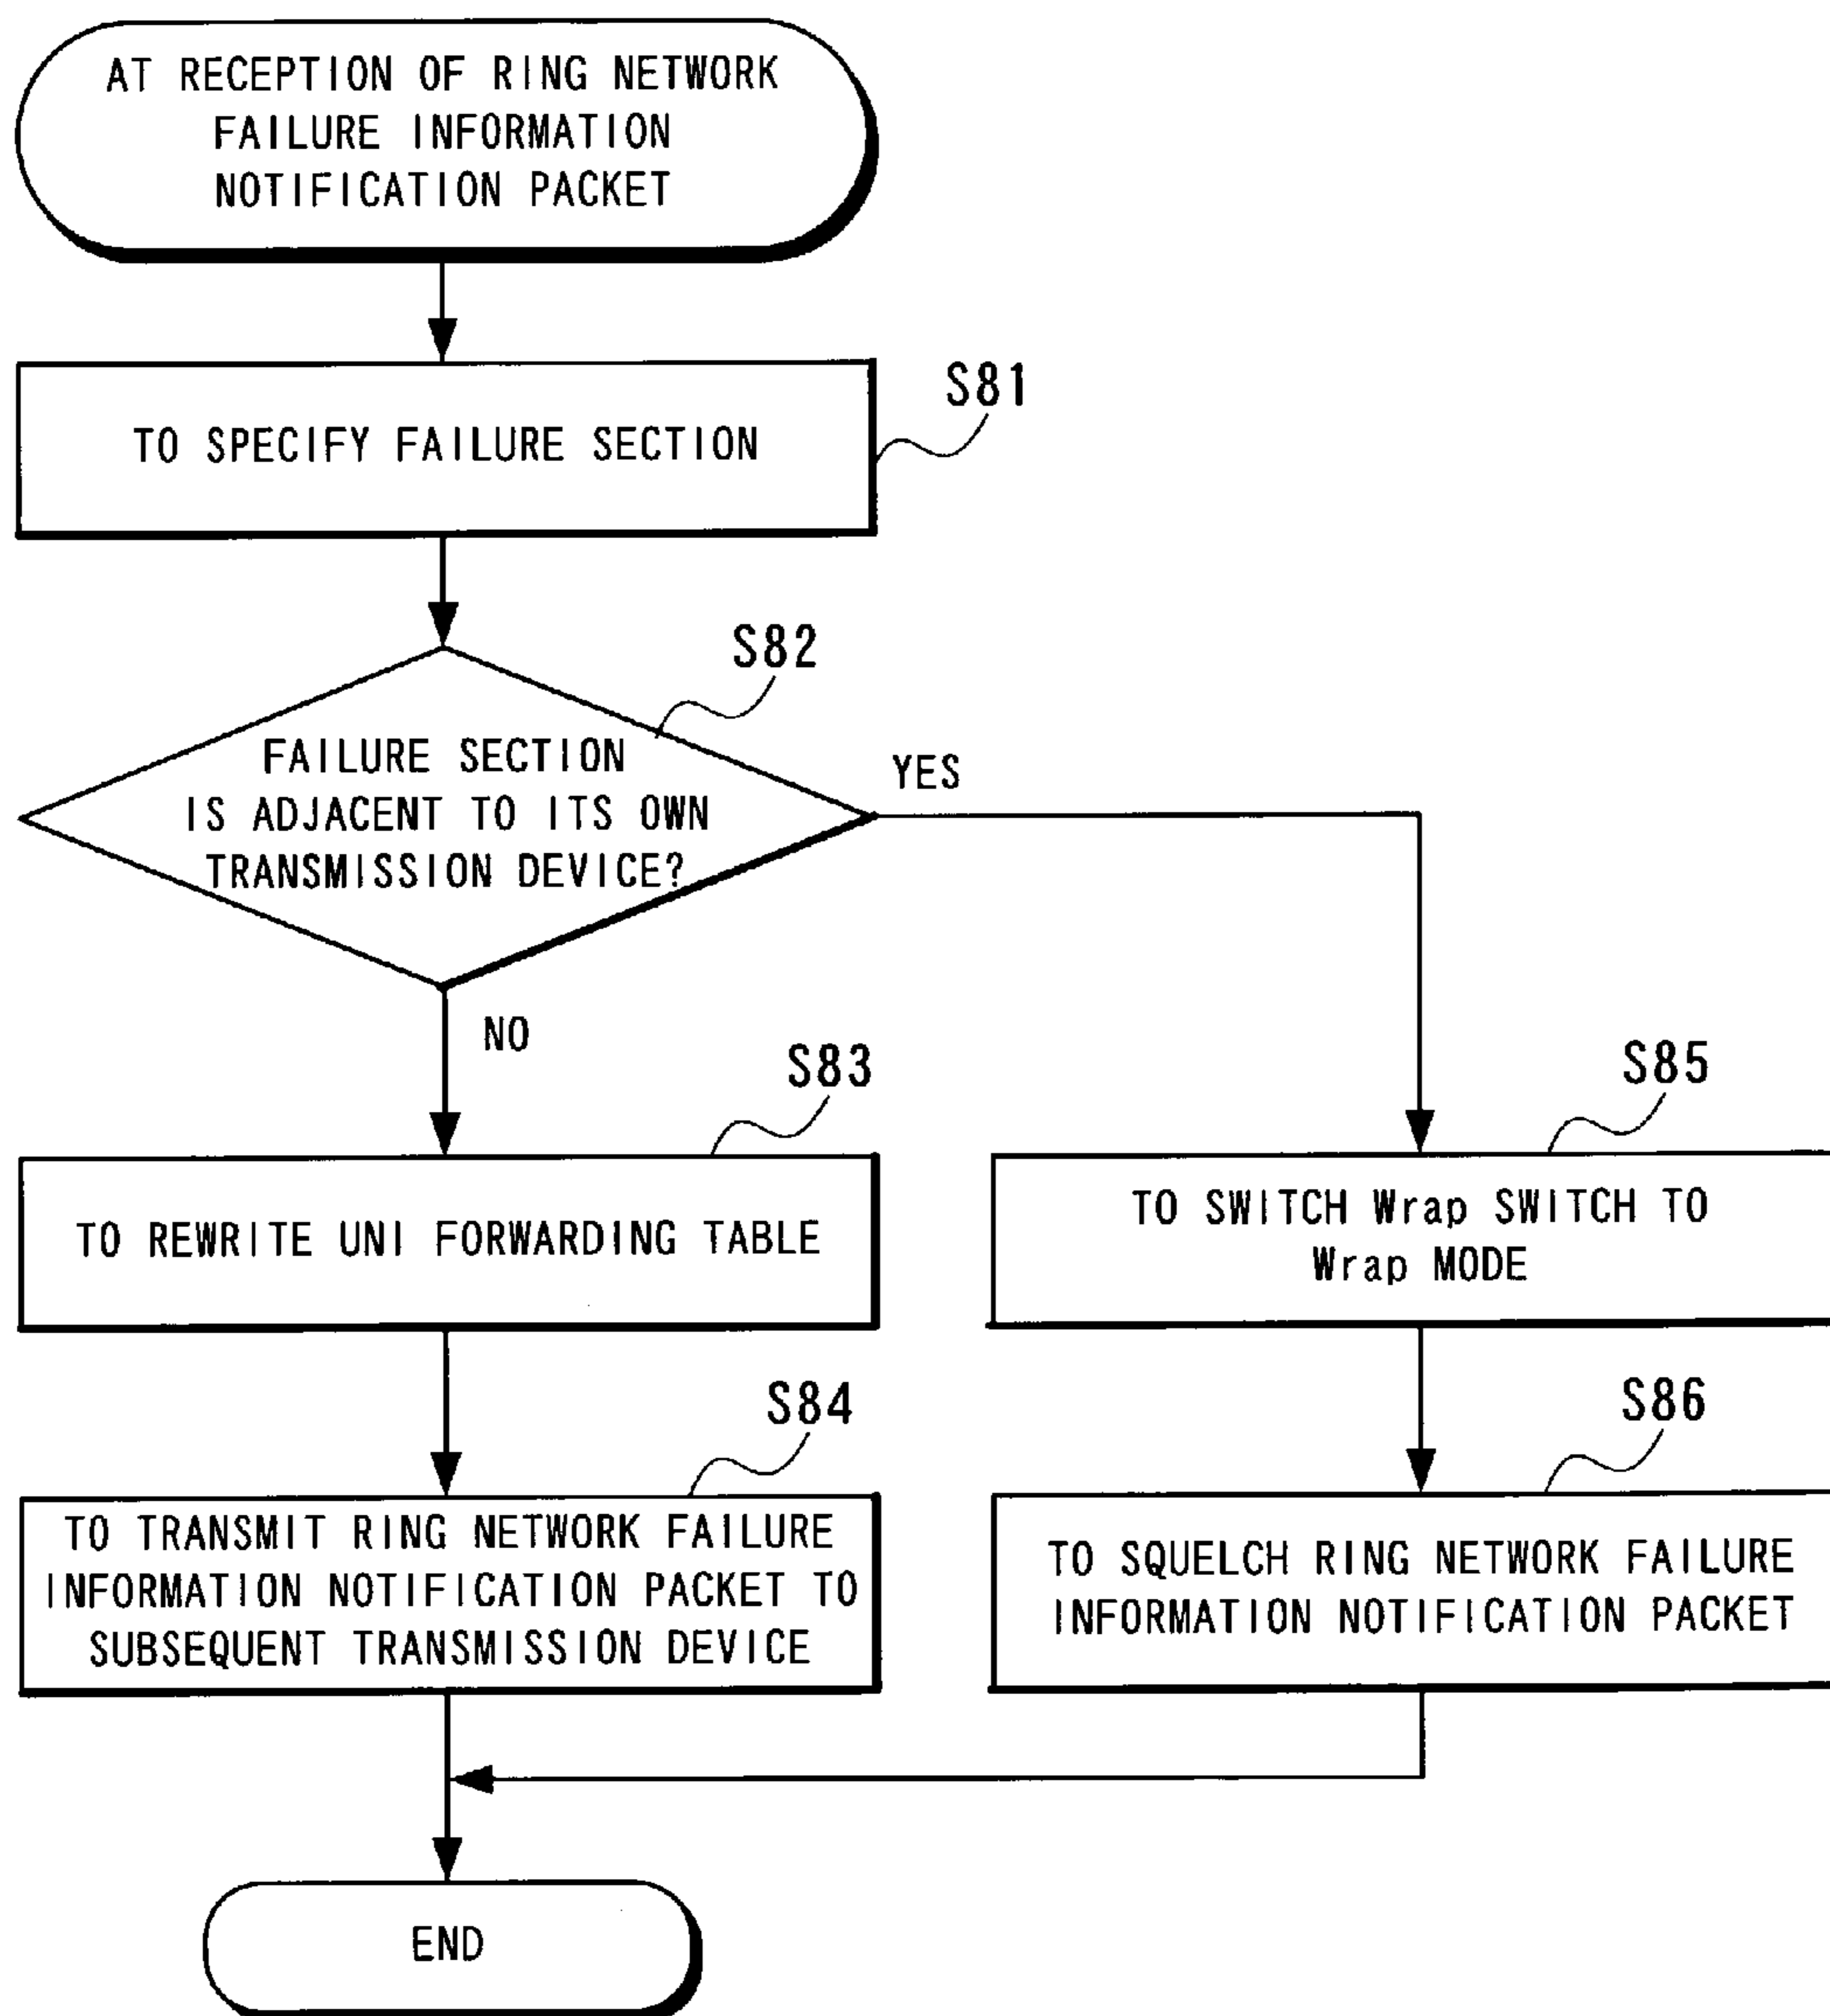 AT RECEPTION OF RING NETWORK
FAILURE INFORMATION
NOTIFICATION PACKET
S81
TO SPECIFY FAILURE SECTION
S82
FAILURE SECTION
IS ADJACENT TO ITS OWN
TRANSMISSION DEVICE?
YES
NO
S83
TO REWRITE UNI FORWARDING TABLE
S84
TO TRANSMIT RING NETWORK FAILURE
INFORMATION NOTIFICATION PACKET TO
SUBSEQUENT TRANSMISSION DEVICE
S85
TO SWITCH Wrap SWITCH TO
Wrap MODE
S86
TO SQUELCH RING NETWORK FAILURE
INFORMATION NOTIFICATION PACKET
END